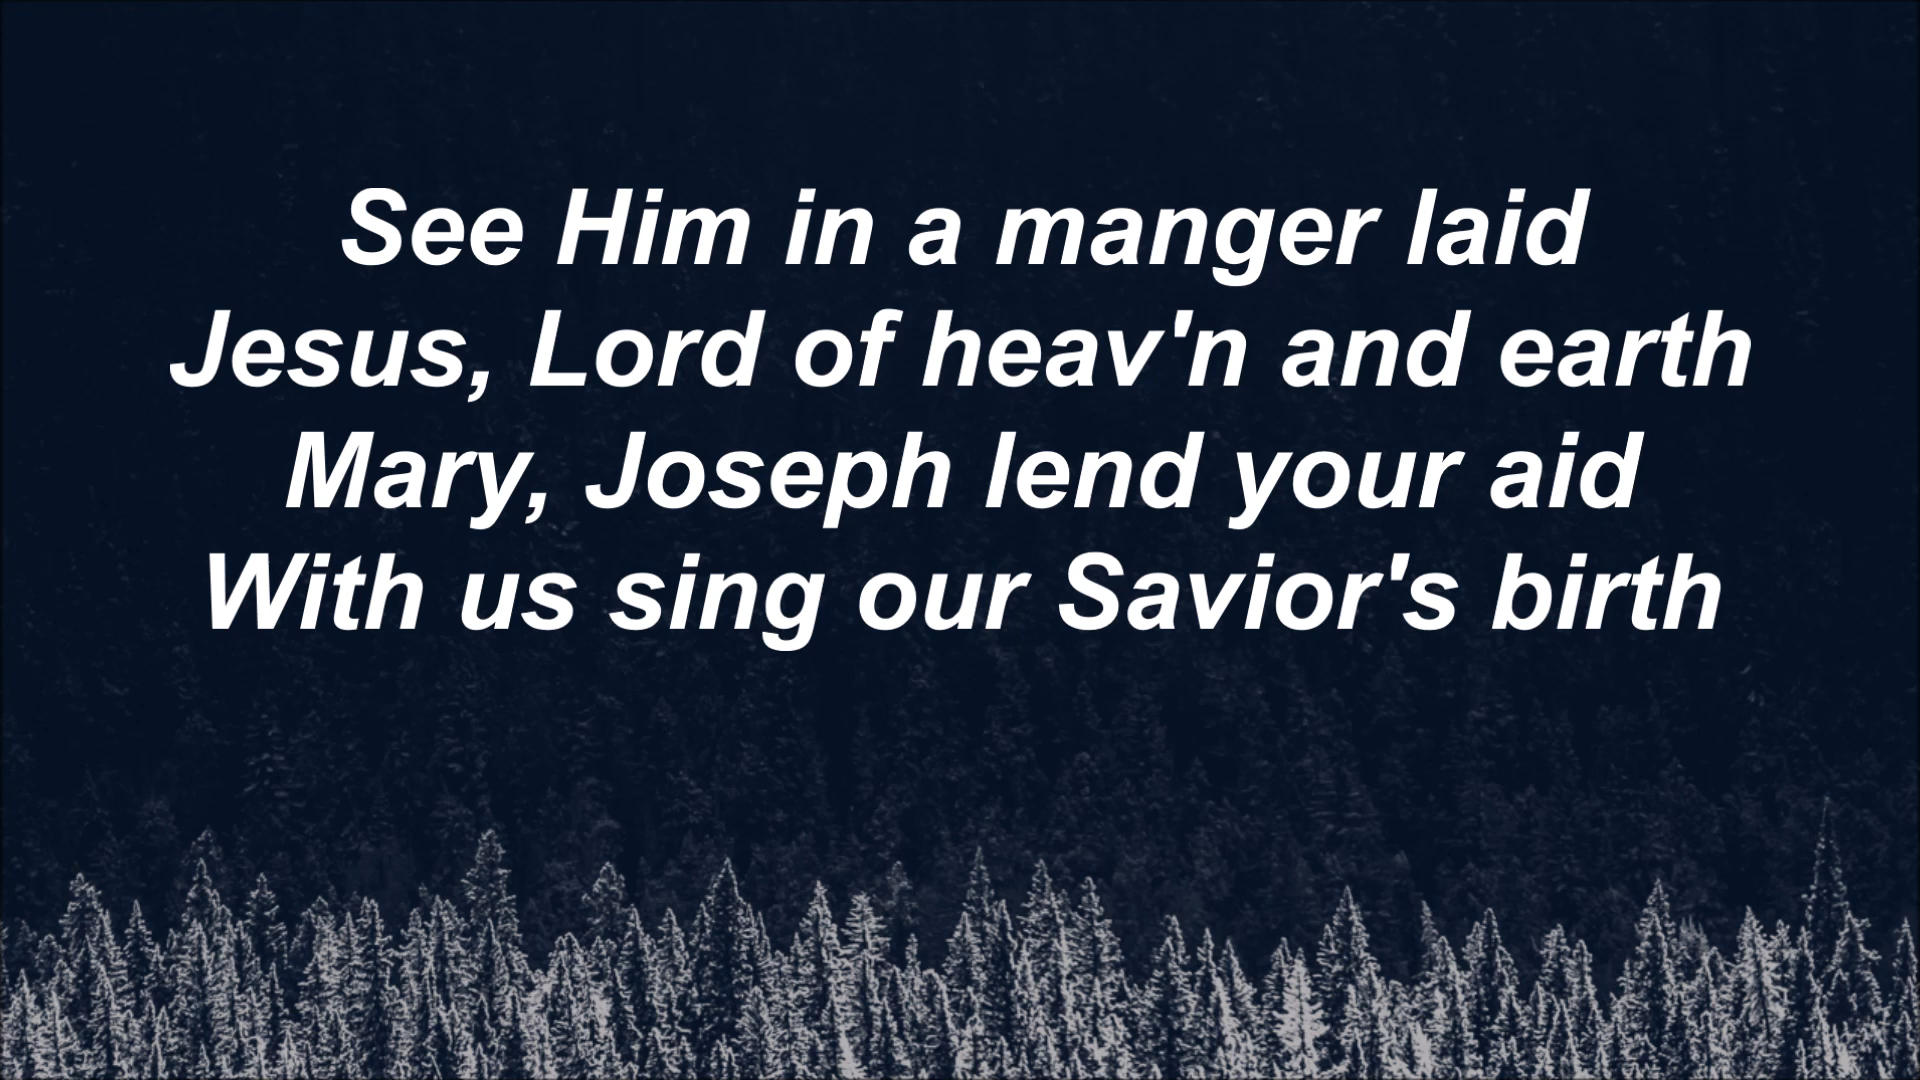 See Him in a manger laid
Jesus, Lord of heav'n and earth
Mary, Joseph lend your aid
With us sing our Savior's birth